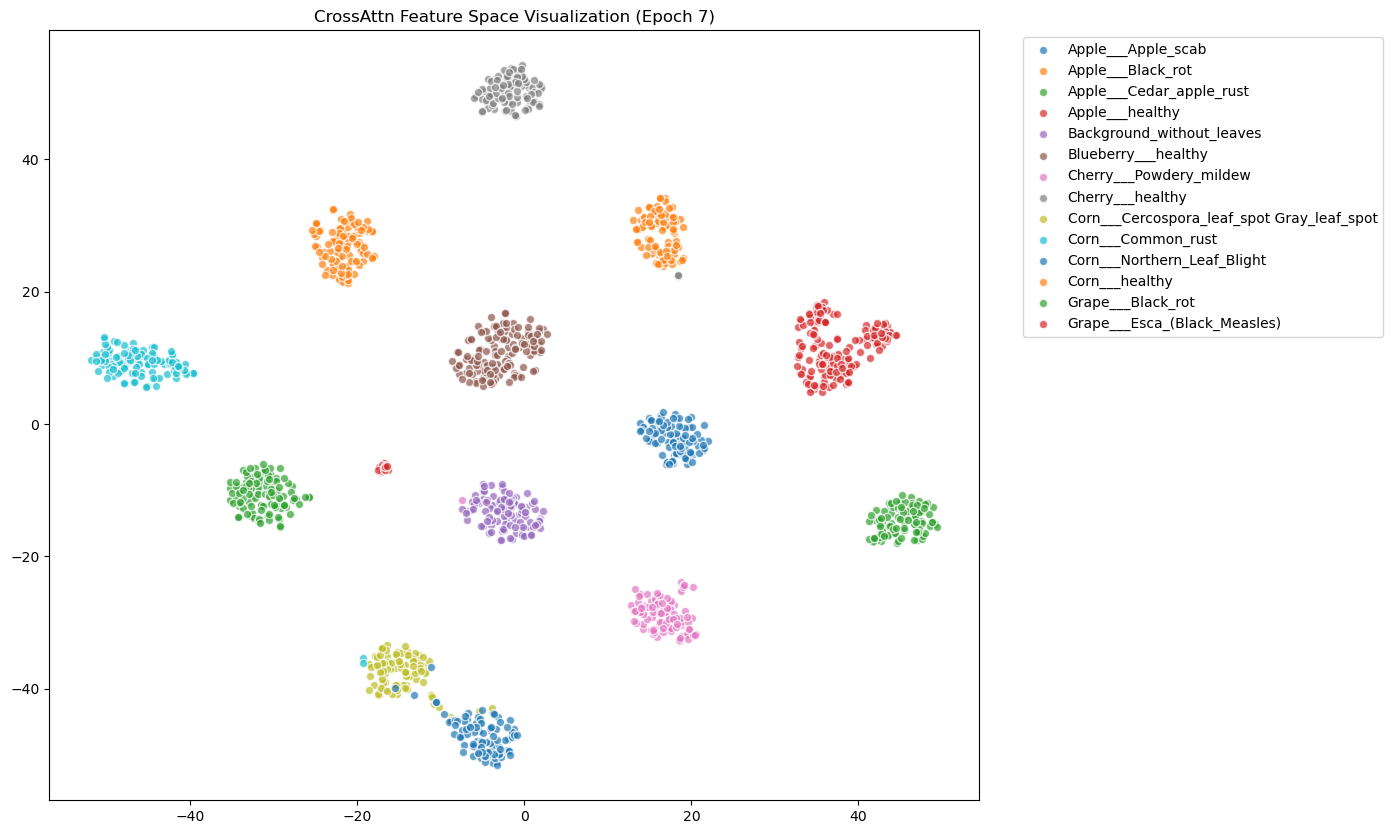 CrossAttn Feature Space Visualization (Epoch 7)
Apple___Apple_scab
Apple___Black_rot
Apple___Cedar_apple_rust
Apple___healthy
Background_without_leaves
Blueberry___healthy
Cherry___Powdery_mildew
Cherry___healthy
Corn___Cercospora_leaf_spot Gray_leaf_spot
Corn___Common_rust
Corn___Northern_Leaf_Blight
Corn___healthy
Grape___Black_rot
Grape___Esca_(Black_Measles)
40
20
0
−20
−40
−40
−20
0
20
40